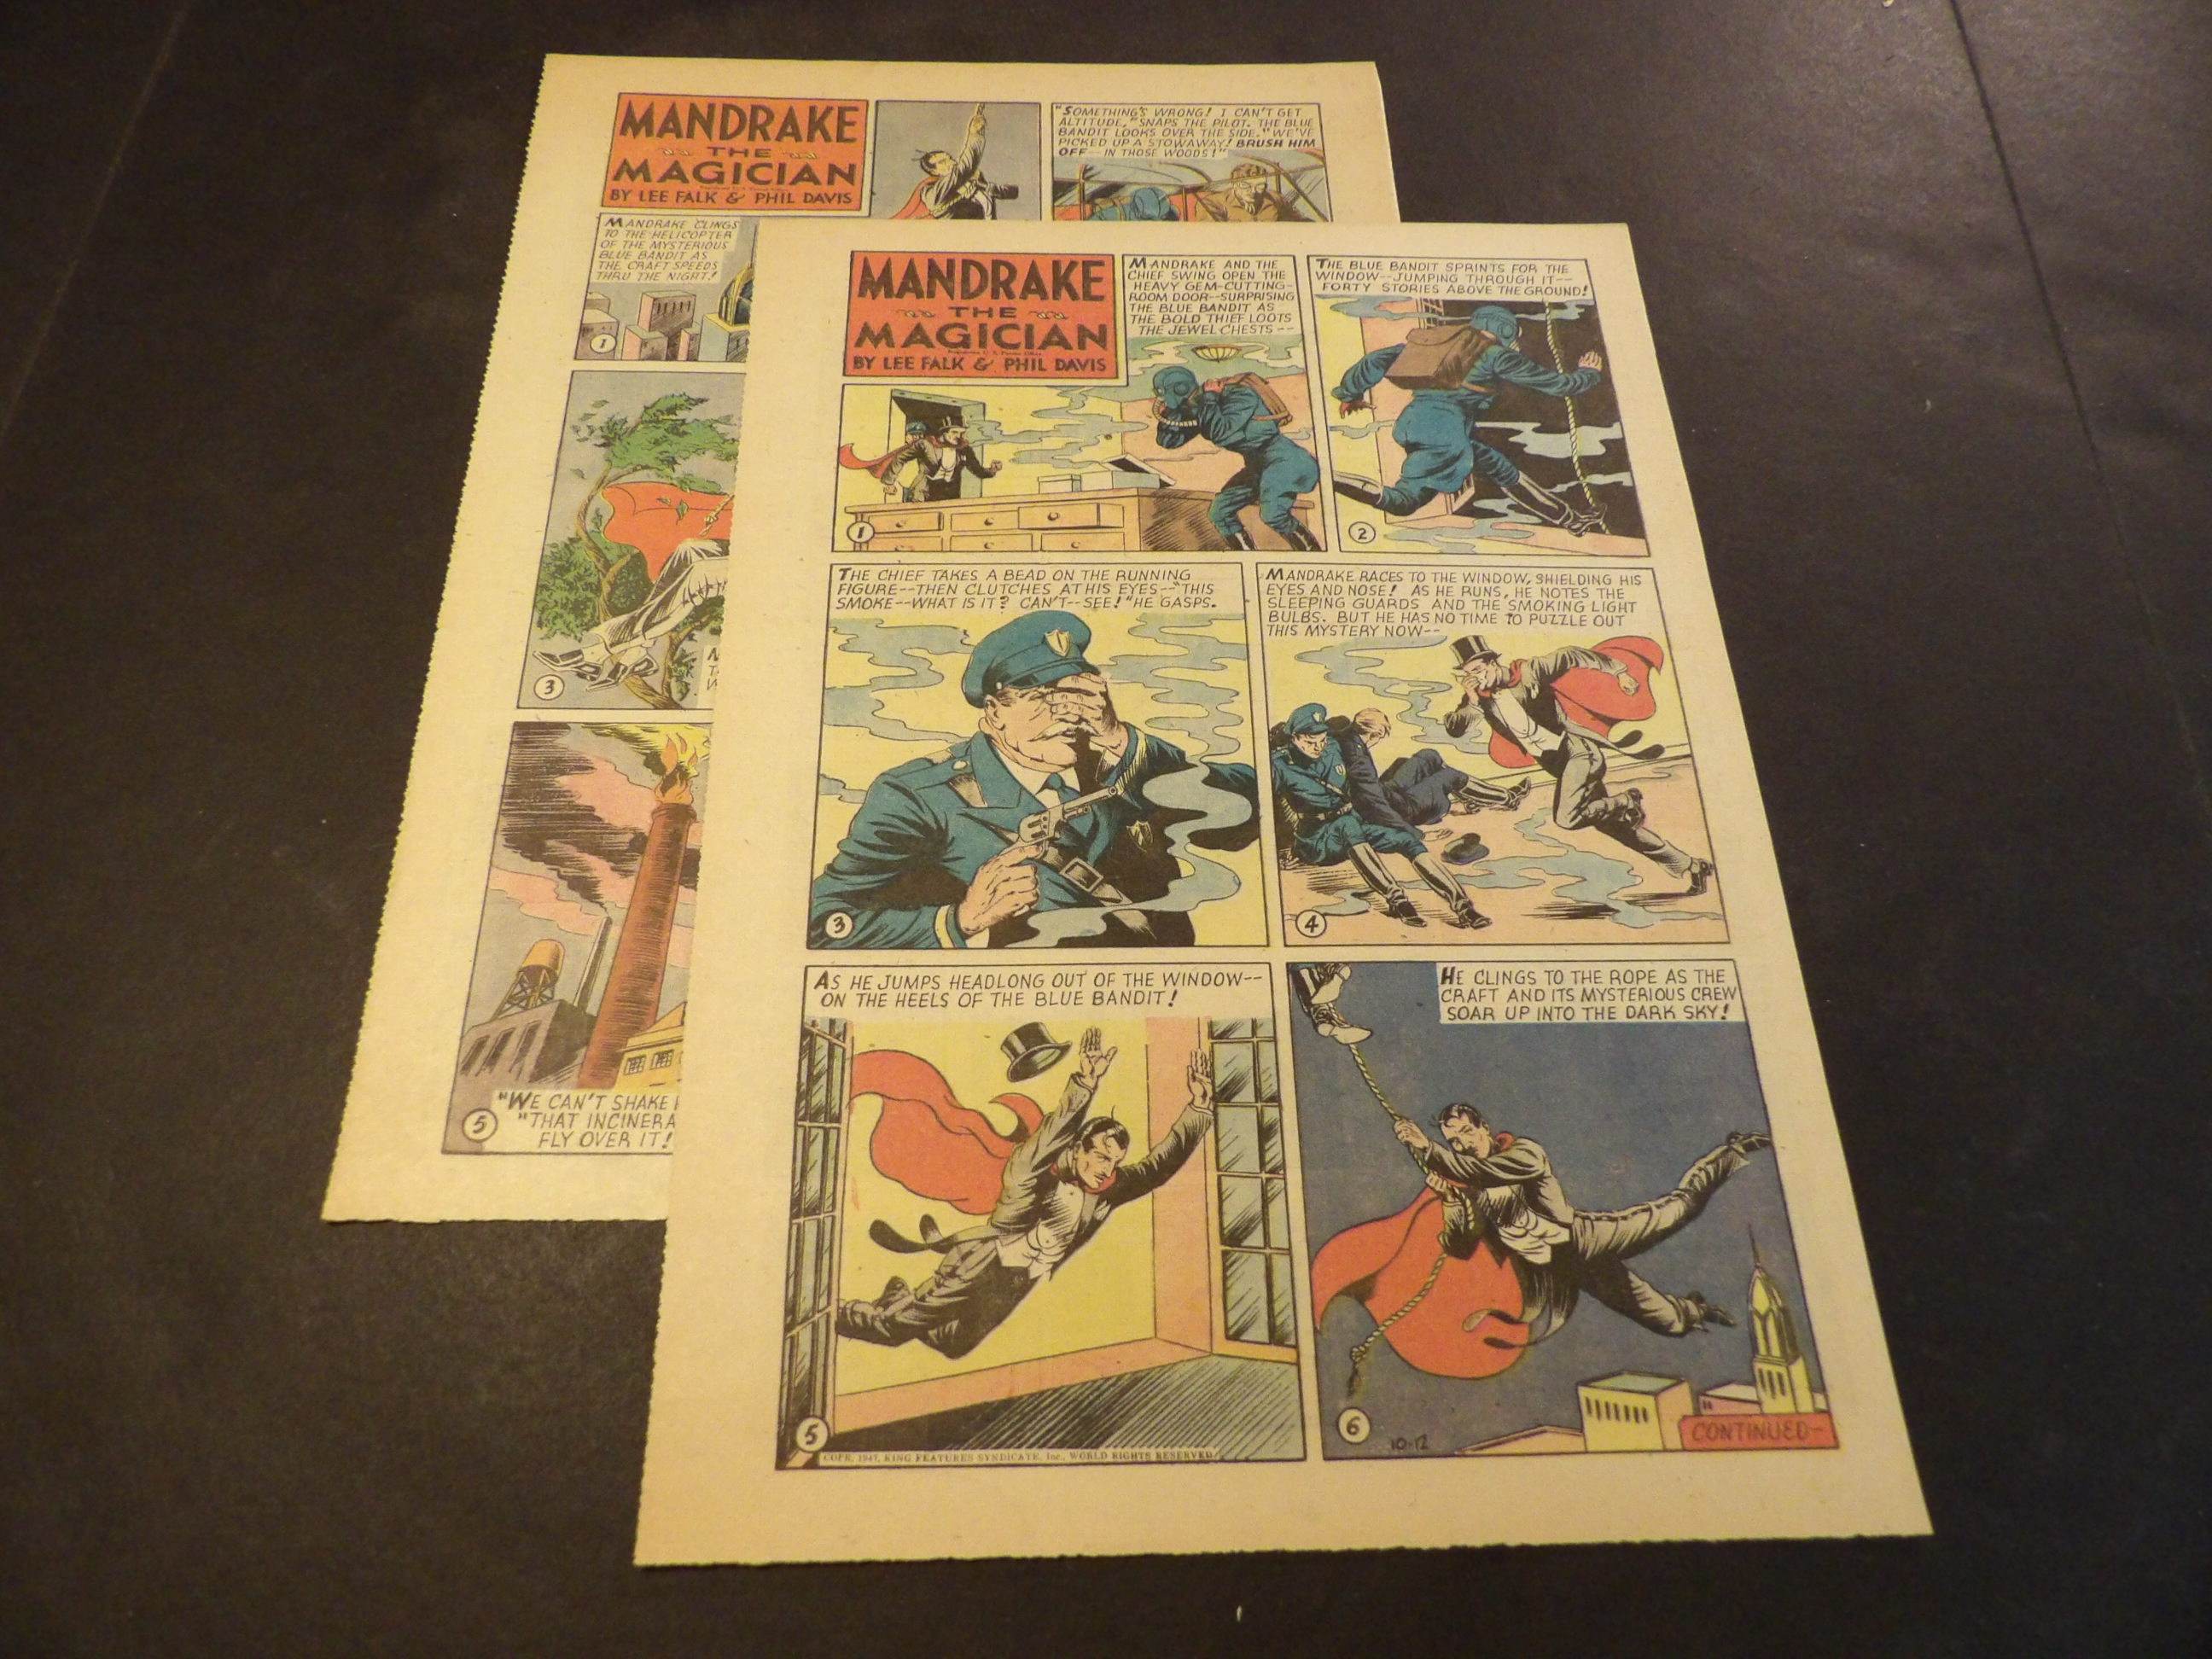 MANDRAKE
THE
MAGICIAN
BY LEE FALK & PHIL DAVIS
"SOMETHING'S WRONG! I CAN'T GET
ALTITUDE," SNAPS THE PILOT. THE BLUE
BANDIT LOOKS OVER THE SIDE. "WE'VE
PICKED UP A STOWAWAY! BRUSH HIM
OFF--IN THOSE WOODS!"
MANDRAKE CLINGS
TO THE HELICOPTER
OF THE MYSTERIOUS
BLUE BANDIT AS
THE CRAFT SPEEDS
THRU THE NIGHT!
1
3
"WE CAN'T SHAKE
"THAT INCINERA
FLY OVER IT!
5
MANDRAKE
THE
MAGICIAN
BY LEE FALK & PHIL DAVIS
MANDRAKE AND THE
CHIEF SWING OPEN THE
HEAVY GEM-CUTTING-
ROOM DOOR--SURPRISING
THE BLUE BANDIT AS
THE BOLD THIEF LOOTS
THE JEWEL CHESTS--
1
THE BLUE BANDIT SPRINTS FOR THE
WINDOW--JUMPING THROUGH IT--
FORTY STORIES ABOVE THE GROUND!
2
THE CHIEF TAKES A BEAD ON THE RUNNING
FIGURE--THEN CLUTCHES AT HIS EYES--"THIS
SMOKE--WHAT IS IT? CAN'T--SEE!" HE GASPS.
3
MANDRAKE RACES TO THE WINDOW, SHIELDING HIS
EYES AND NOSE! AS HE RUNS, HE NOTES THE
SLEEPING GUARDS AND THE SMOKING LIGHT
BULBS. BUT HE HAS NO TIME TO PUZZLE OUT
THIS MYSTERY NOW--
4
AS HE JUMPS HEADLONG OUT OF THE WINDOW--
ON THE HEELS OF THE BLUE BANDIT!
5
COPR. 1947, KING FEATURES SYNDICATE, Inc., WORLD RIGHTS RESERVED
HE CLINGS TO THE ROPE AS THE
CRAFT AND ITS MYSTERIOUS CREW
SOAR UP INTO THE DARK SKY!
6
10-12
CONTINUED--